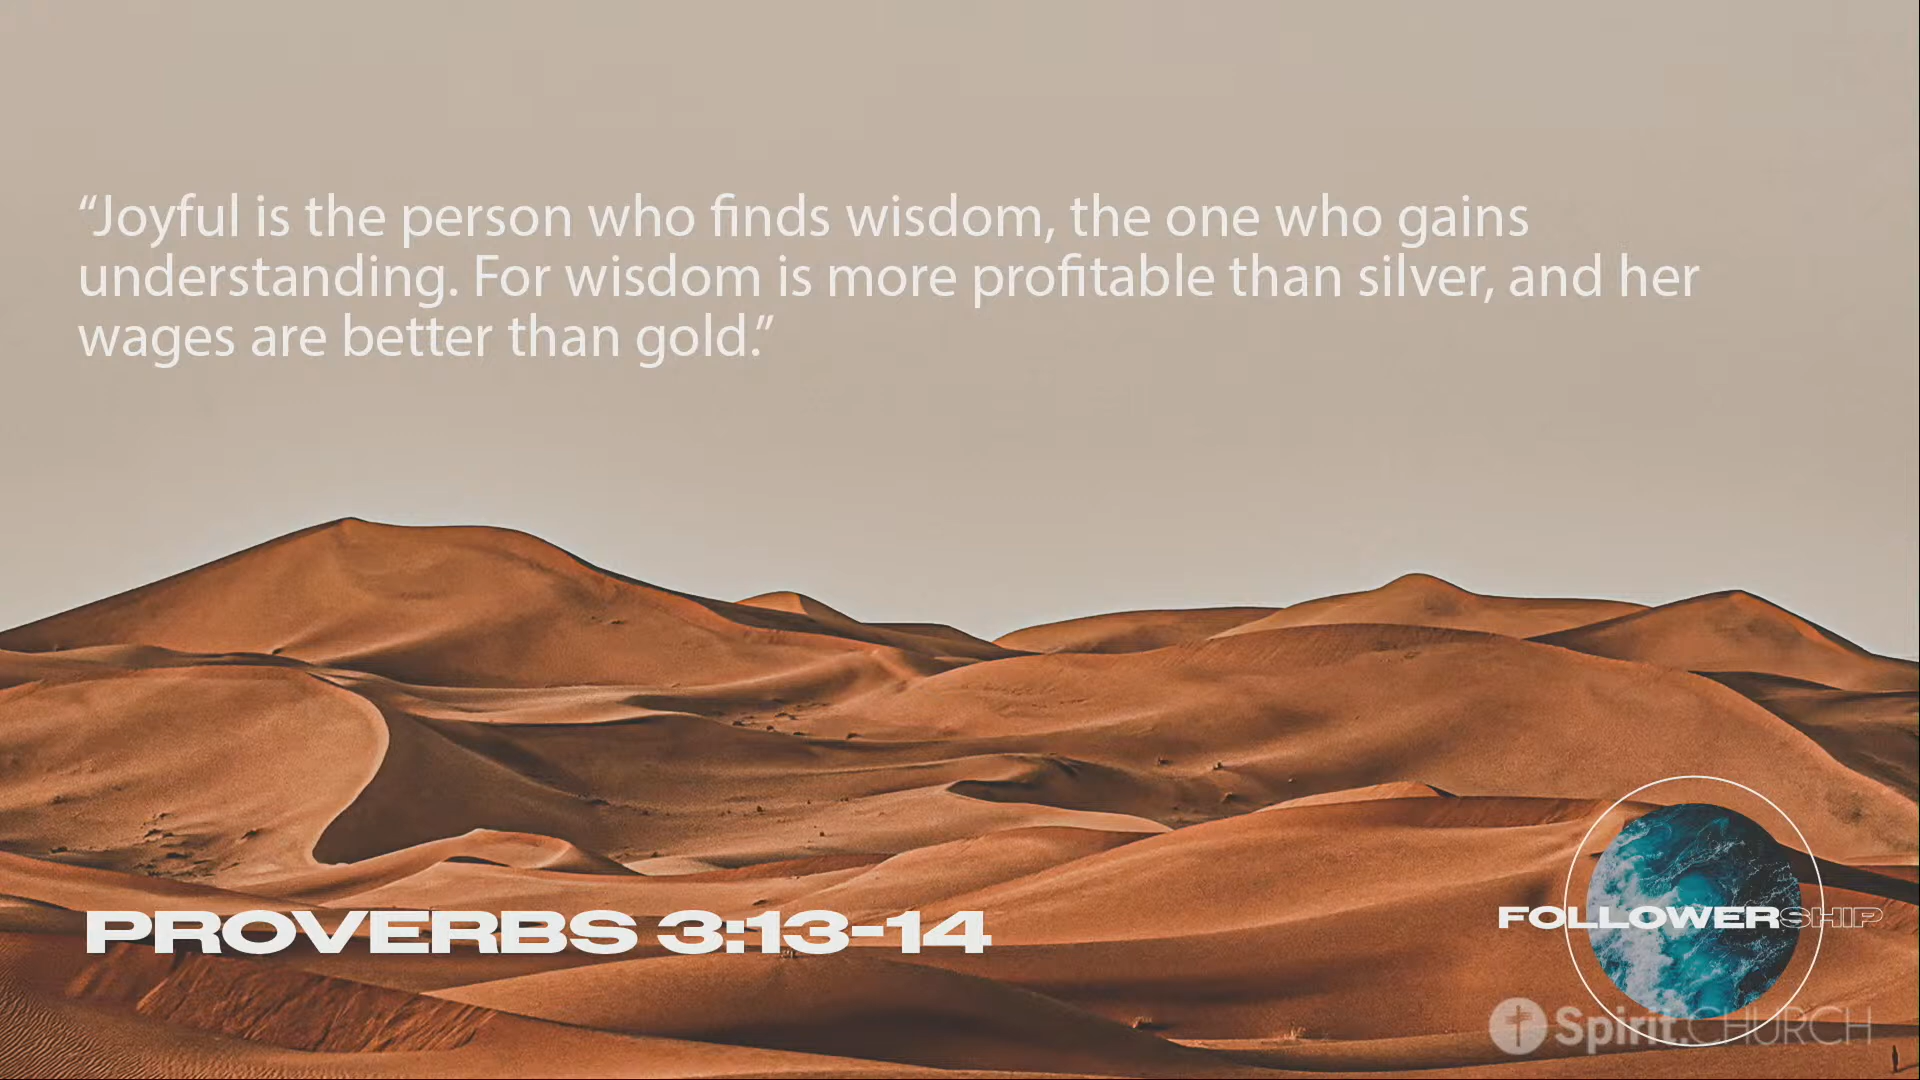 “Joyful is the person who finds wisdom, the one who gains
understanding. For wisdom is more profitable than silver, and her
wages are better than gold.”
PROVERBS 3:13-14
FOLLOWERSHIP
Spirit.CHURCH